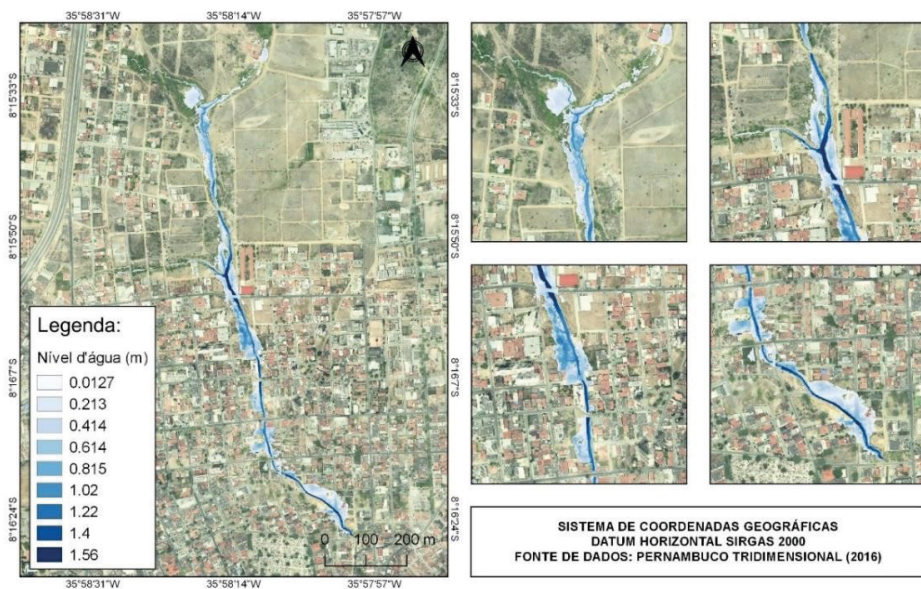 35°58'31"W 35°58'14"W 35°57'57"W
8°15'33"S
8°15'50"S
8°16'7"S
8°16'24"S
8°15'33"S
8°15'50"S
8°16'7"S
8°16'24"S
Legenda:
Nível d'água (m)
0.0127
0.213
0.414
0.614
0.815
1.02
1.22
1.4
1.56
0 100 200 m
35°58'31"W 35°58'14"W 35°57'57"W
SISTEMA DE COORDENADAS GEOGRÁFICAS
DATUM HORIZONTAL SIRGAS 2000
FONTE DE DADOS: PERNAMBUCO TRIDIMENSIONAL (2016)